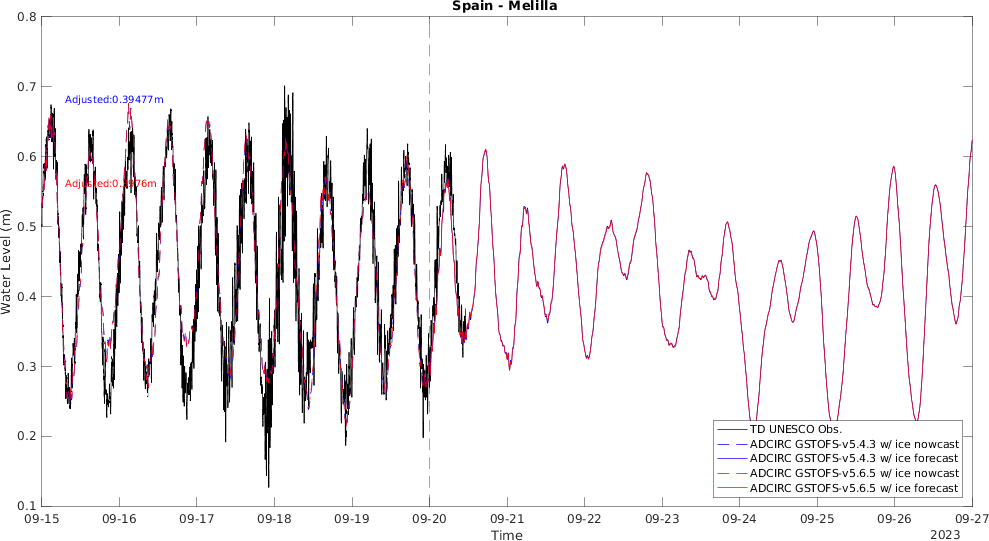 Spain - Melilla
0.8
0.7
0.6
0.5
0.4
0.3
0.2
0.1
Water Level (m)
Adjusted:0.39477m
TD UNESCO Obs.
ADCIRC GSTOFS-v5.4.3 w/ ice nowcast
ADCIRC GSTOFS-v5.4.3 w/ ice forecast
ADCIRC GSTOFS-v5.6.5 w/ ice nowcast
ADCIRC GSTOFS-v5.6.5 w/ ice forecast
09-15 09-16 09-17 09-18 09-19 09-20 09-21 09-22 09-23 09-24 09-25 09-26 09-27
Time
2023